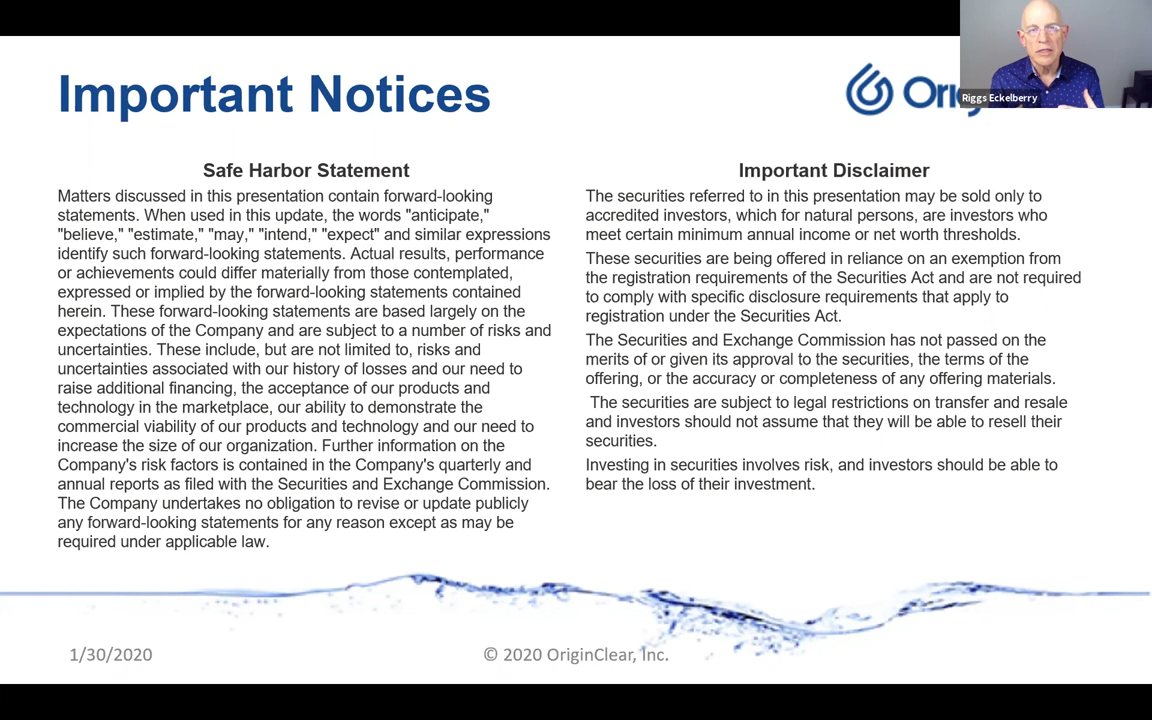 Important Notices
Riggs Eckelberry
Safe Harbor Statement
Matters discussed in this presentation contain forward-looking
statements. When used in this update, the words "anticipate,"
"believe," "estimate," "may," "intend," "expect" and similar expressions
identify such forward-looking statements. Actual results, performance
or achievements could differ materially from those contemplated,
expressed or implied by the forward-looking statements contained
herein. These forward-looking statements are based largely on the
expectations of the Company and are subject to a number of risks and
uncertainties. These include, but are not limited to, risks and
uncertainties associated with our history of losses and our need to
raise additional financing, the acceptance of our products and
technology in the marketplace, our ability to demonstrate the
commercial viability of our products and technology and our need to
increase the size of our organization. Further information on the
Company's risk factors is contained in the Company's quarterly and
annual reports as filed with the Securities and Exchange Commission.
The Company undertakes no obligation to revise or update publicly
any forward-looking statements for any reason except as may be
required under applicable law.
Important Disclaimer
The securities referred to in this presentation may be sold only to
accredited investors, which for natural persons, are investors who
meet certain minimum annual income or net worth thresholds.
These securities are being offered in reliance on an exemption from
the registration requirements of the Securities Act and are not required
to comply with specific disclosure requirements that apply to
registration under the Securities Act.
The Securities and Exchange Commission has not passed on the
merits of or given its approval to the securities, the terms of the
offering, or the accuracy or completeness of any offering materials.
The securities are subject to legal restrictions on transfer and resale
and investors should not assume that they will be able to resell their
securities.
Investing in securities involves risk, and investors should be able to
bear the loss of their investment.
1/30/2020
© 2020 OriginClear, Inc.